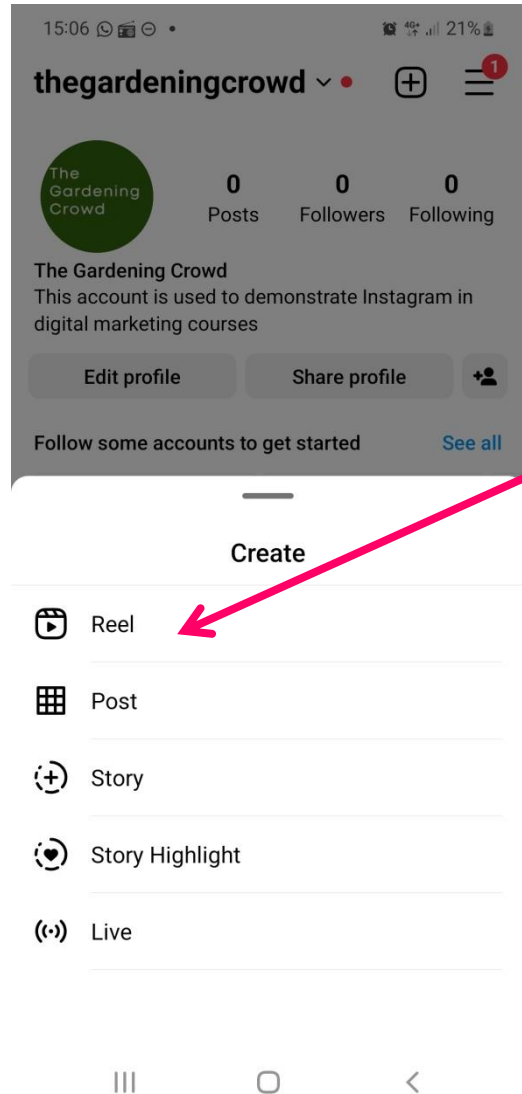 15:06
4G+ 21%
thegardeningcrowd
1
The
Gardening
Crowd
0 0 0
Posts Followers Following
The Gardening Crowd
This account is used to demonstrate Instagram in
digital marketing courses
Edit profile Share profile
Follow some accounts to get started See all
Create
Reel
Post
Story
Story Highlight
Live